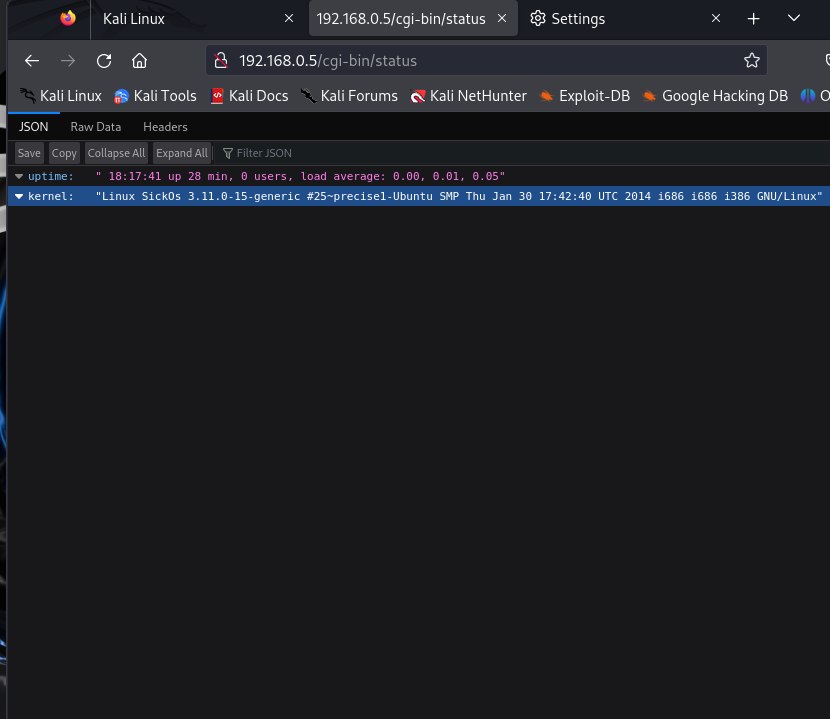 Kali Linux
192.168.0.5/cgi-bin/status
Settings
192.168.0.5/cgi-bin/status
Kali Linux Kali Tools Kali Docs Kali Forums Kali NetHunter Exploit-DB Google Hacking DB O
JSON Raw Data Headers
Save Copy Collapse All Expand All Filter JSON
uptime: " 18:17:41 up 28 min, 0 users, load average: 0.00, 0.01, 0.05"
kernel: "Linux SickOs 3.11.0-15-generic #25~precise1-Ubuntu SMP Thu Jan 30 17:42:40 UTC 2014 i686 i686 i386 GNU/Linux"